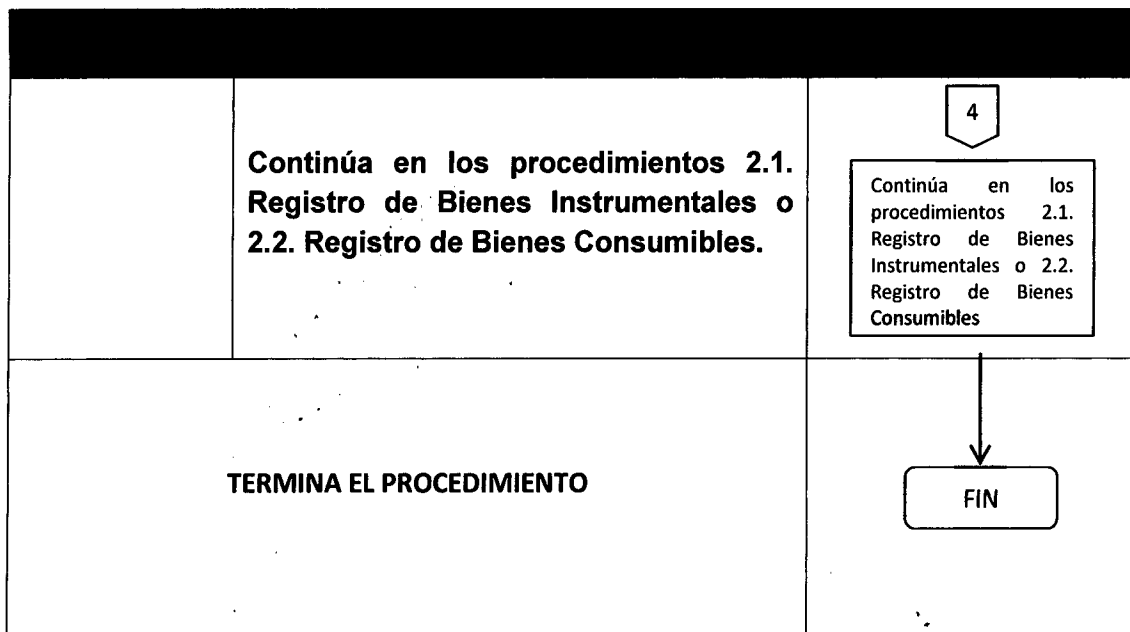 Continúa en los procedimientos 2.1.
Registro de Bienes Instrumentales o
2.2. Registro de Bienes Consumibles.
4
Continúa en los
procedimientos 2.1.
Registro de Bienes
Instrumentales o 2.2.
Registro de Bienes
Consumibles
TERMINA EL PROCEDIMIENTO
FIN